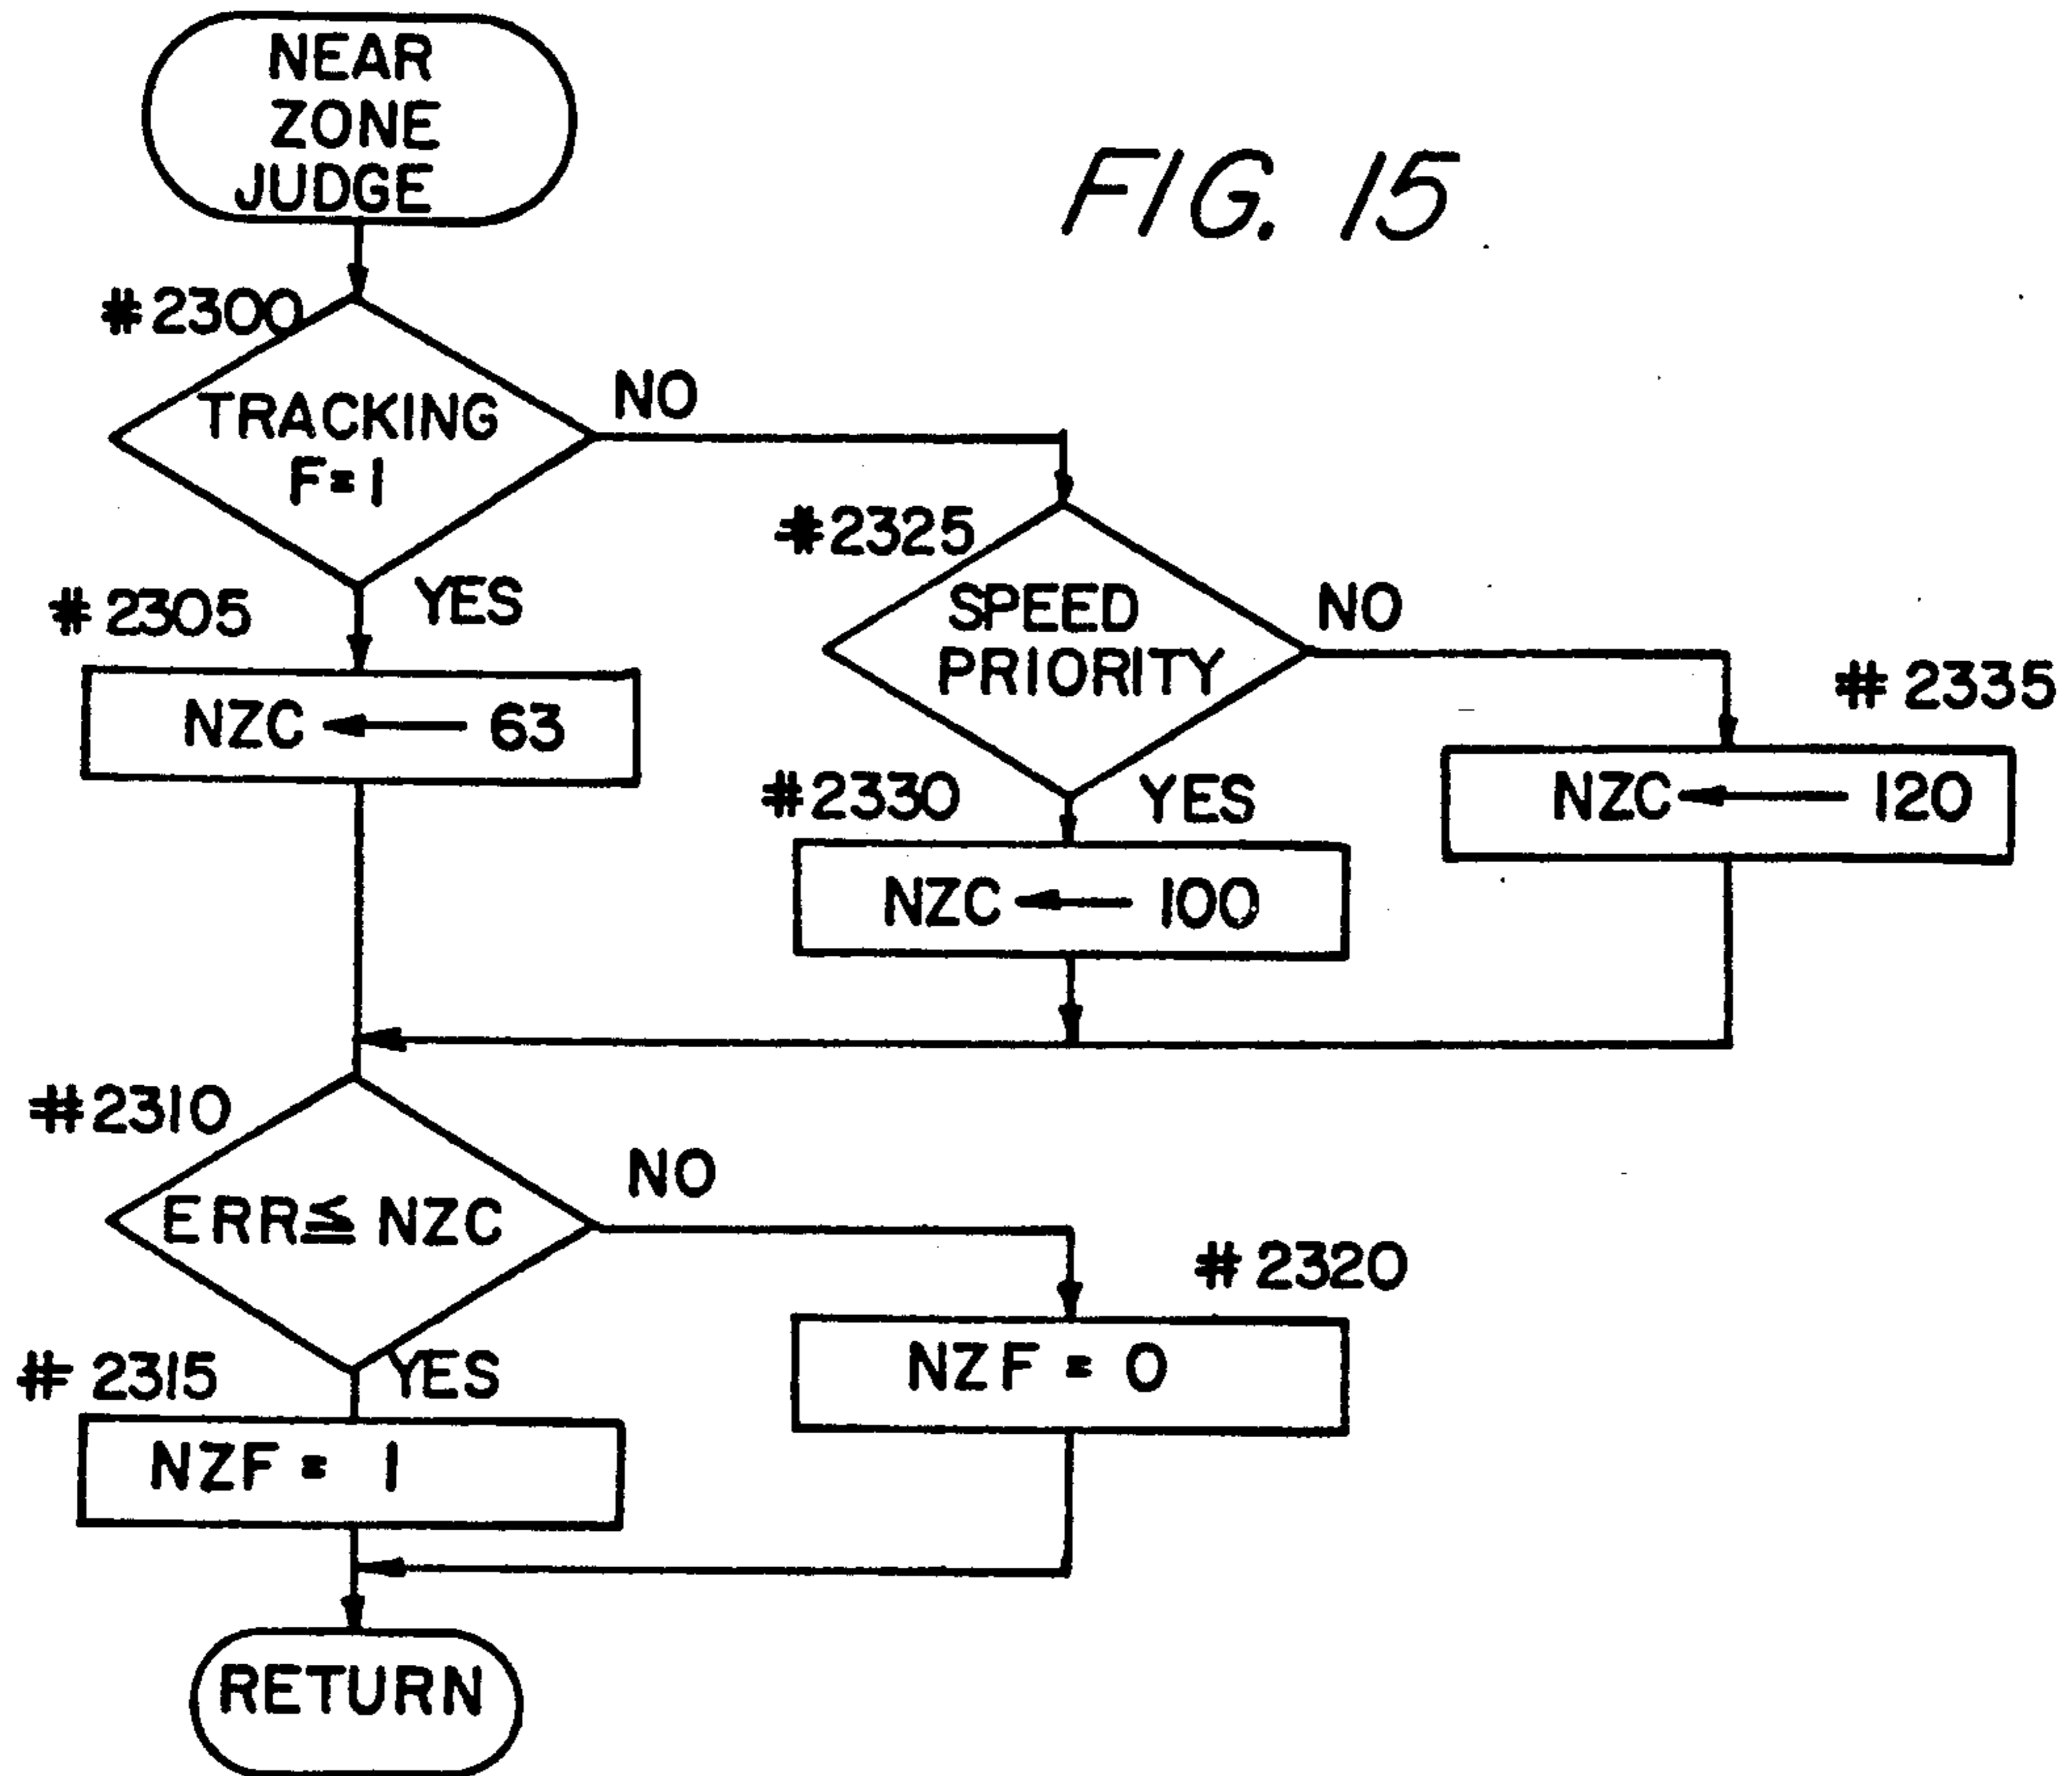 NEAR
ZONE
JUDGE
FIG. 15
#2300
TRACKING
F=1
NO
YES
#2305
NZC ← 63
#2325
SPEED
PRIORITY
NO
YES
#2330
NZC ← 100
#2335
NZC ← 120
#2310
ERR≦ NZC
NO
YES
#2320
NZF = 0
#2315
NZF = 1
RETURN